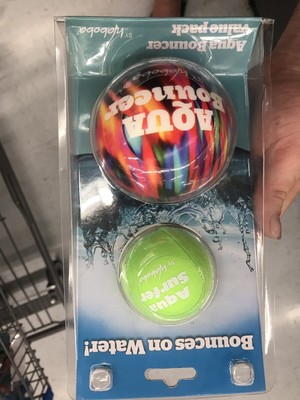 Bounces on Water!
Aqua
Surfer
by Waboba
AQUA
Bouncer
Aqua Bouncer
Value pack
BY Waboba